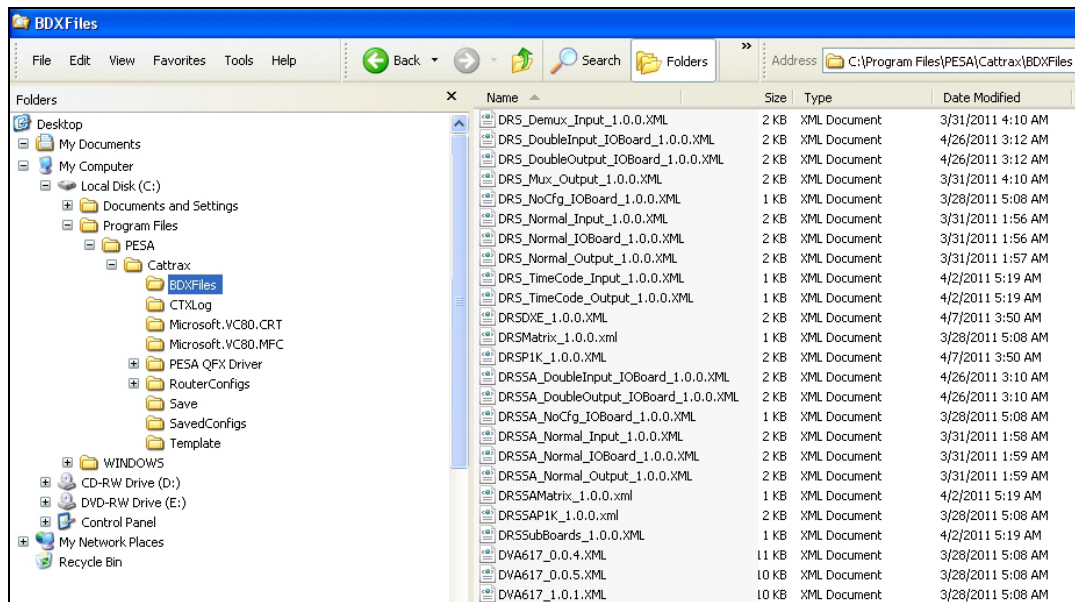 BDXFiles
File Edit View Favorites Tools Help Back Search Folders » Address C:\Program Files\PESA\Cattrax\BDXFiles
Folders x
Desktop
My Documents
My Computer
Local Disk (C:)
Documents and Settings
Program Files
PESA
Cattrax
BDXFiles
CTXLog
Microsoft.VC80.CRT
Microsoft.VC80.MFC
PESA QFX Driver
RouterConfigs
Save
SavedConfigs
Template
WINDOWS
CD-RW Drive (D:)
DVD-RW Drive (E:)
Control Panel
My Network Places
Recycle Bin
Name Size Type Date Modified
DRS_Demux_Input_1.0.0.XML 2 KB XML Document 3/31/2011 4:10 AM
DRS_DoubleInput_IOBoard_1.0.0.XML 2 KB XML Document 4/26/2011 3:12 AM
DRS_DoubleOutput_IOBoard_1.0.0.XML 2 KB XML Document 4/26/2011 3:12 AM
DRS_Mux_Output_1.0.0.XML 2 KB XML Document 3/31/2011 4:10 AM
DRS_NoCfg_IOBoard_1.0.0.XML 1 KB XML Document 3/28/2011 5:08 AM
DRS_Normal_Input_1.0.0.XML 2 KB XML Document 3/31/2011 1:56 AM
DRS_Normal_IOBoard_1.0.0.XML 2 KB XML Document 3/31/2011 1:56 AM
DRS_Normal_Output_1.0.0.XML 2 KB XML Document 3/31/2011 1:57 AM
DRS_TimeCode_Input_1.0.0.XML 1 KB XML Document 4/2/2011 5:19 AM
DRS_TimeCode_Output_1.0.0.XML 1 KB XML Document 4/2/2011 5:19 AM
DRSDXE_1.0.0.XML 2 KB XML Document 4/7/2011 3:50 AM
DRSMatrix_1.0.0.xml 1 KB XML Document 3/28/2011 5:08 AM
DRSP1K_1.0.0.XML 2 KB XML Document 4/7/2011 3:50 AM
DRSSA_DoubleInput_IOBoard_1.0.0.XML 2 KB XML Document 4/26/2011 3:10 AM
DRSSA_DoubleOutput_IOBoard_1.0.0.XML 2 KB XML Document 4/26/2011 3:10 AM
DRSSA_NoCfg_IOBoard_1.0.0.XML 1 KB XML Document 3/28/2011 5:08 AM
DRSSA_Normal_Input_1.0.0.XML 2 KB XML Document 3/31/2011 1:58 AM
DRSSA_Normal_IOBoard_1.0.0.XML 2 KB XML Document 3/31/2011 1:59 AM
DRSSA_Normal_Output_1.0.0.XML 2 KB XML Document 3/31/2011 1:59 AM
DRSSAMatrix_1.0.0.xml 1 KB XML Document 4/2/2011 5:19 AM
DRSSAP1K_1.0.0.xml 2 KB XML Document 3/28/2011 5:08 AM
DRSSubBoards_1.0.0.XML 1 KB XML Document 4/2/2011 5:19 AM
DVA617_0.0.4.XML 11 KB XML Document 3/28/2011 5:08 AM
DVA617_0.0.5.XML 10 KB XML Document 3/28/2011 5:08 AM
DVA617_1.0.1.XML 10 KB XML Document 3/28/2011 5:08 AM